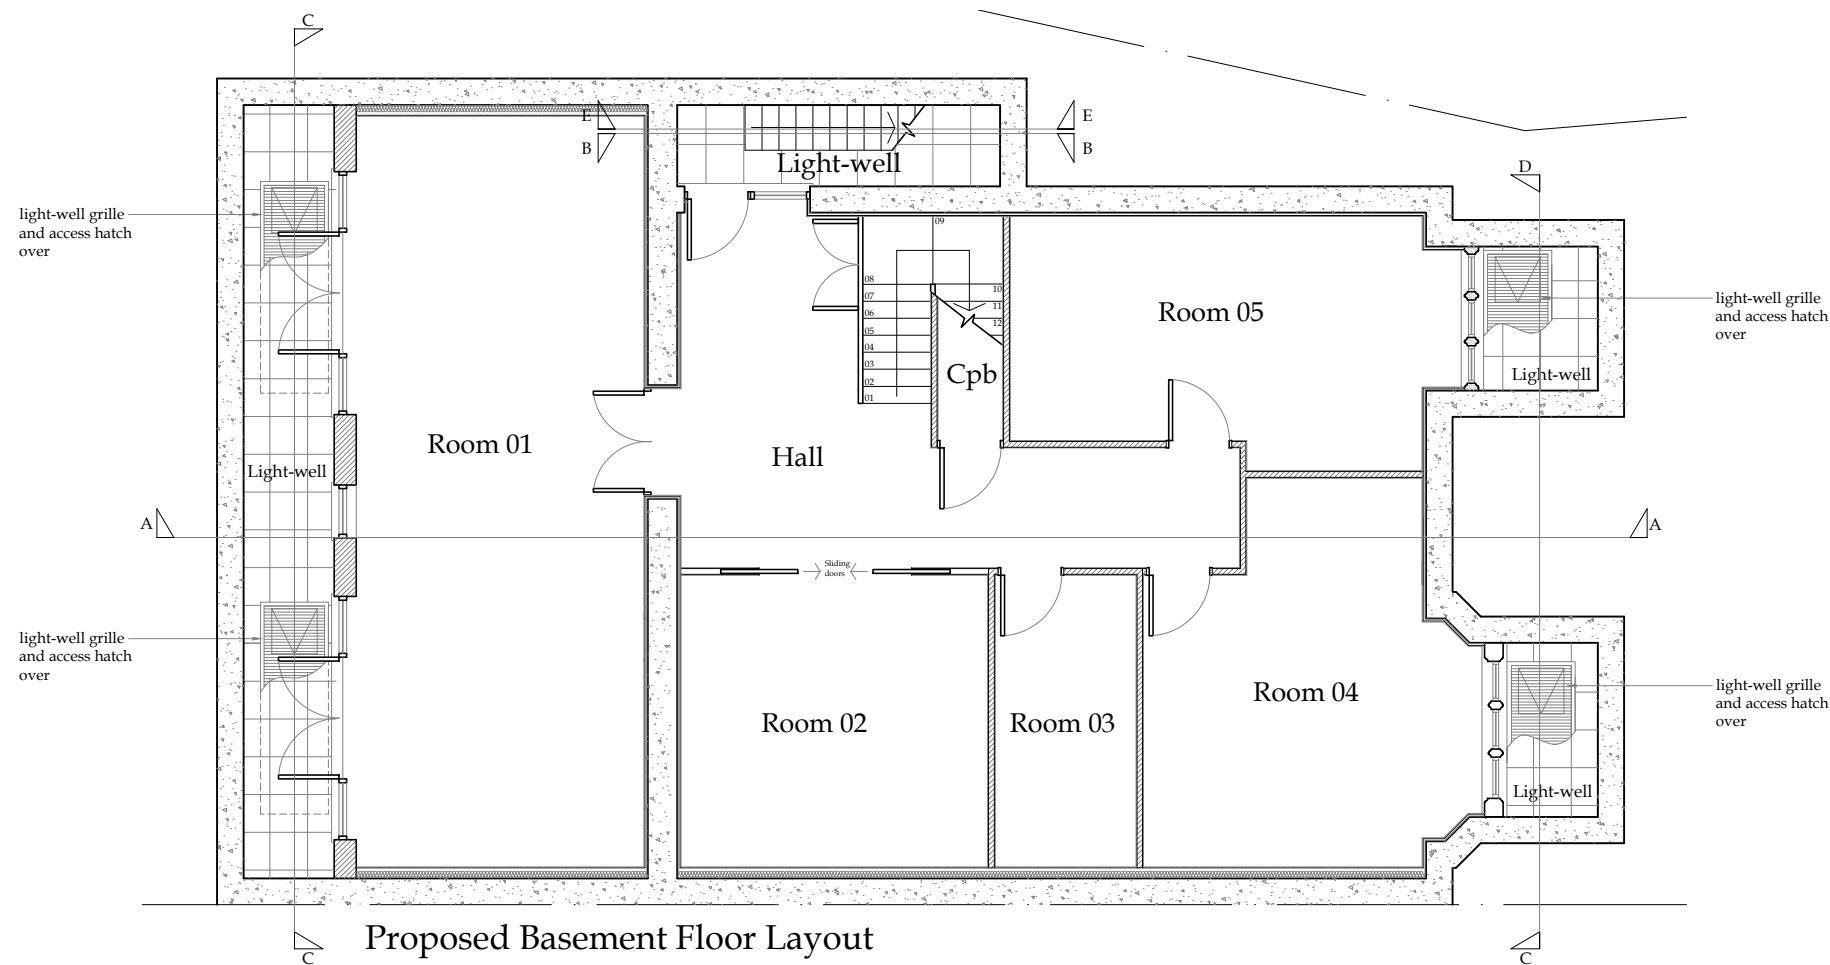 C
E
E
B
B
Light-well
D
light-well grille
and access hatch
over
09
08
07
06
05
04
03
02
01
10
11
12
Room 05
light-well grille
and access hatch
over
Cpb
Light-well
Room 01
Hall
Light-well
A
A
Sliding
doors
light-well grille
and access hatch
over
Room 02
Room 03
Room 04
light-well grille
and access hatch
over
Light-well
Proposed Basement Floor Layout
C
C